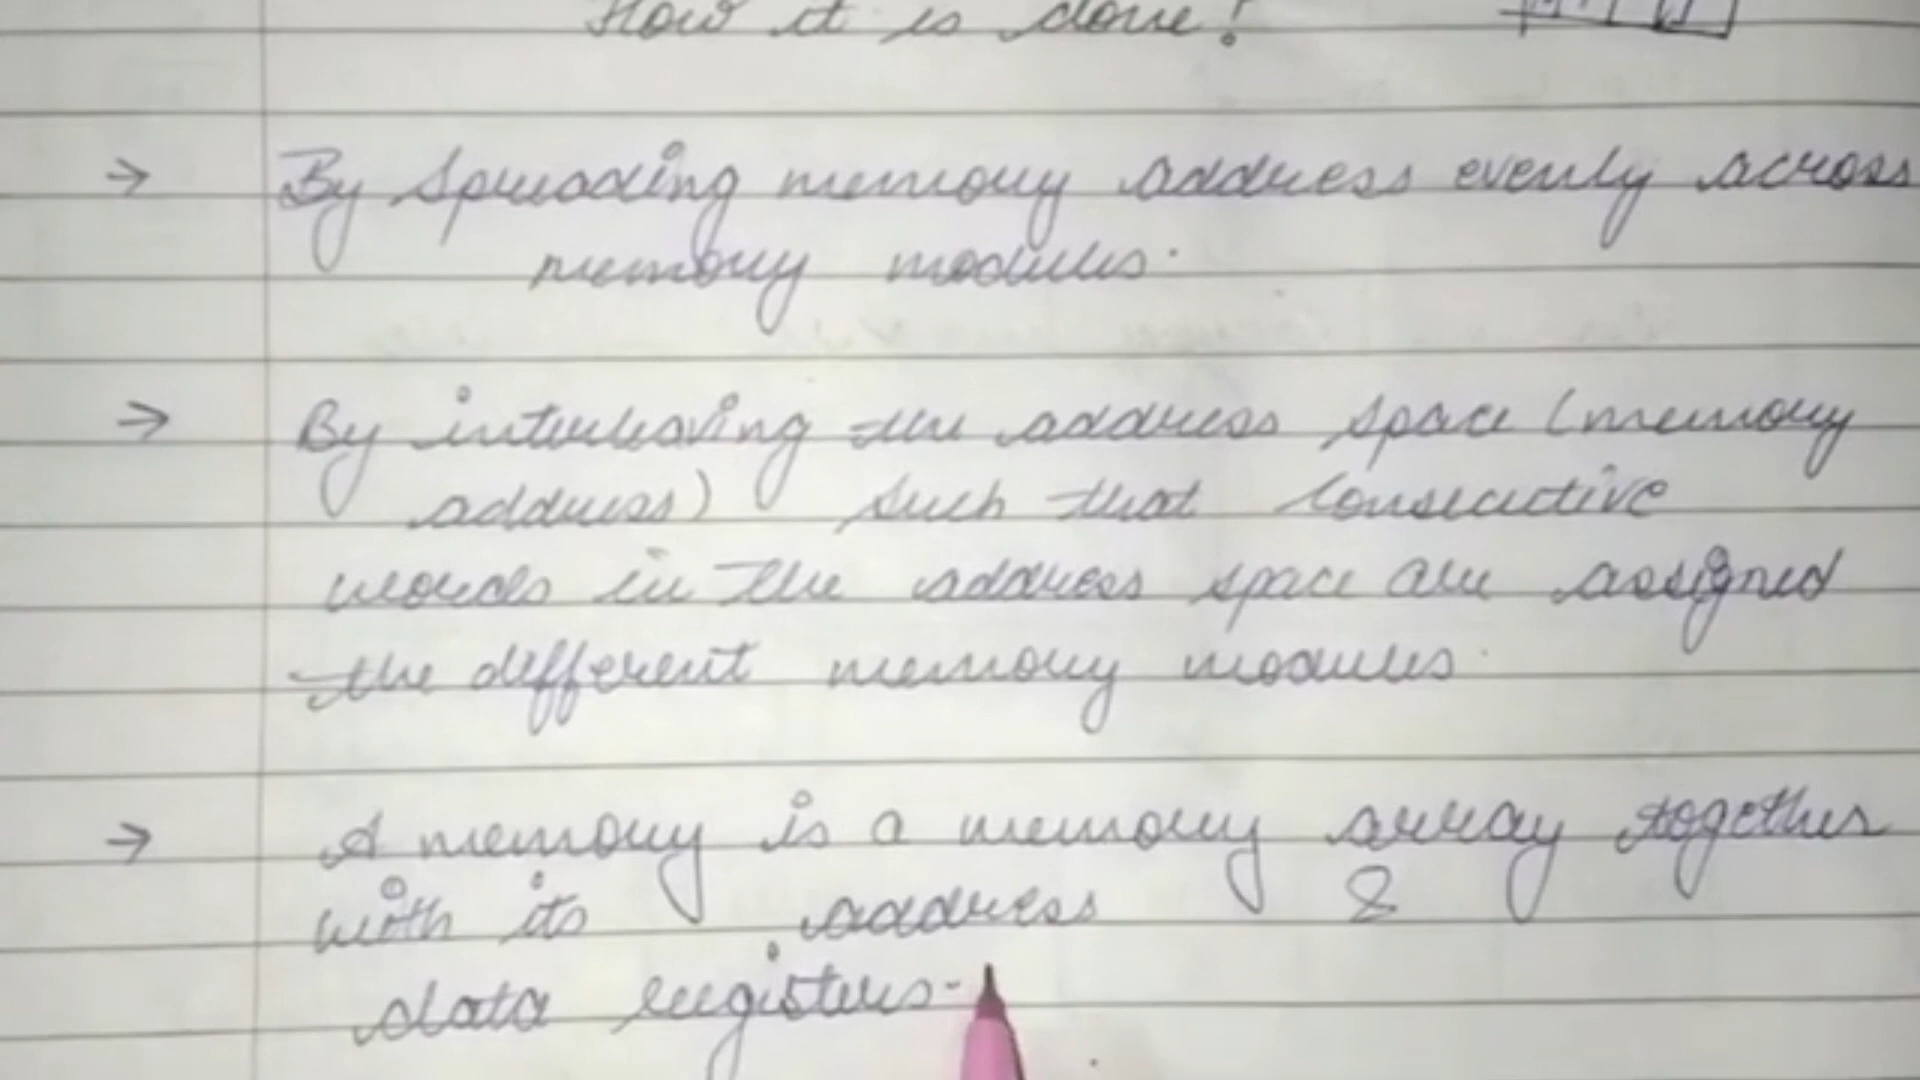 How it is done!
→ By spreading memory address evenly across
memory modules.
→ By interleaving the address space (memory
address) such that consecutive
words in the address space are assigned
the different memory modules.
→ A memory is a memory array together
with its address &
data registers.